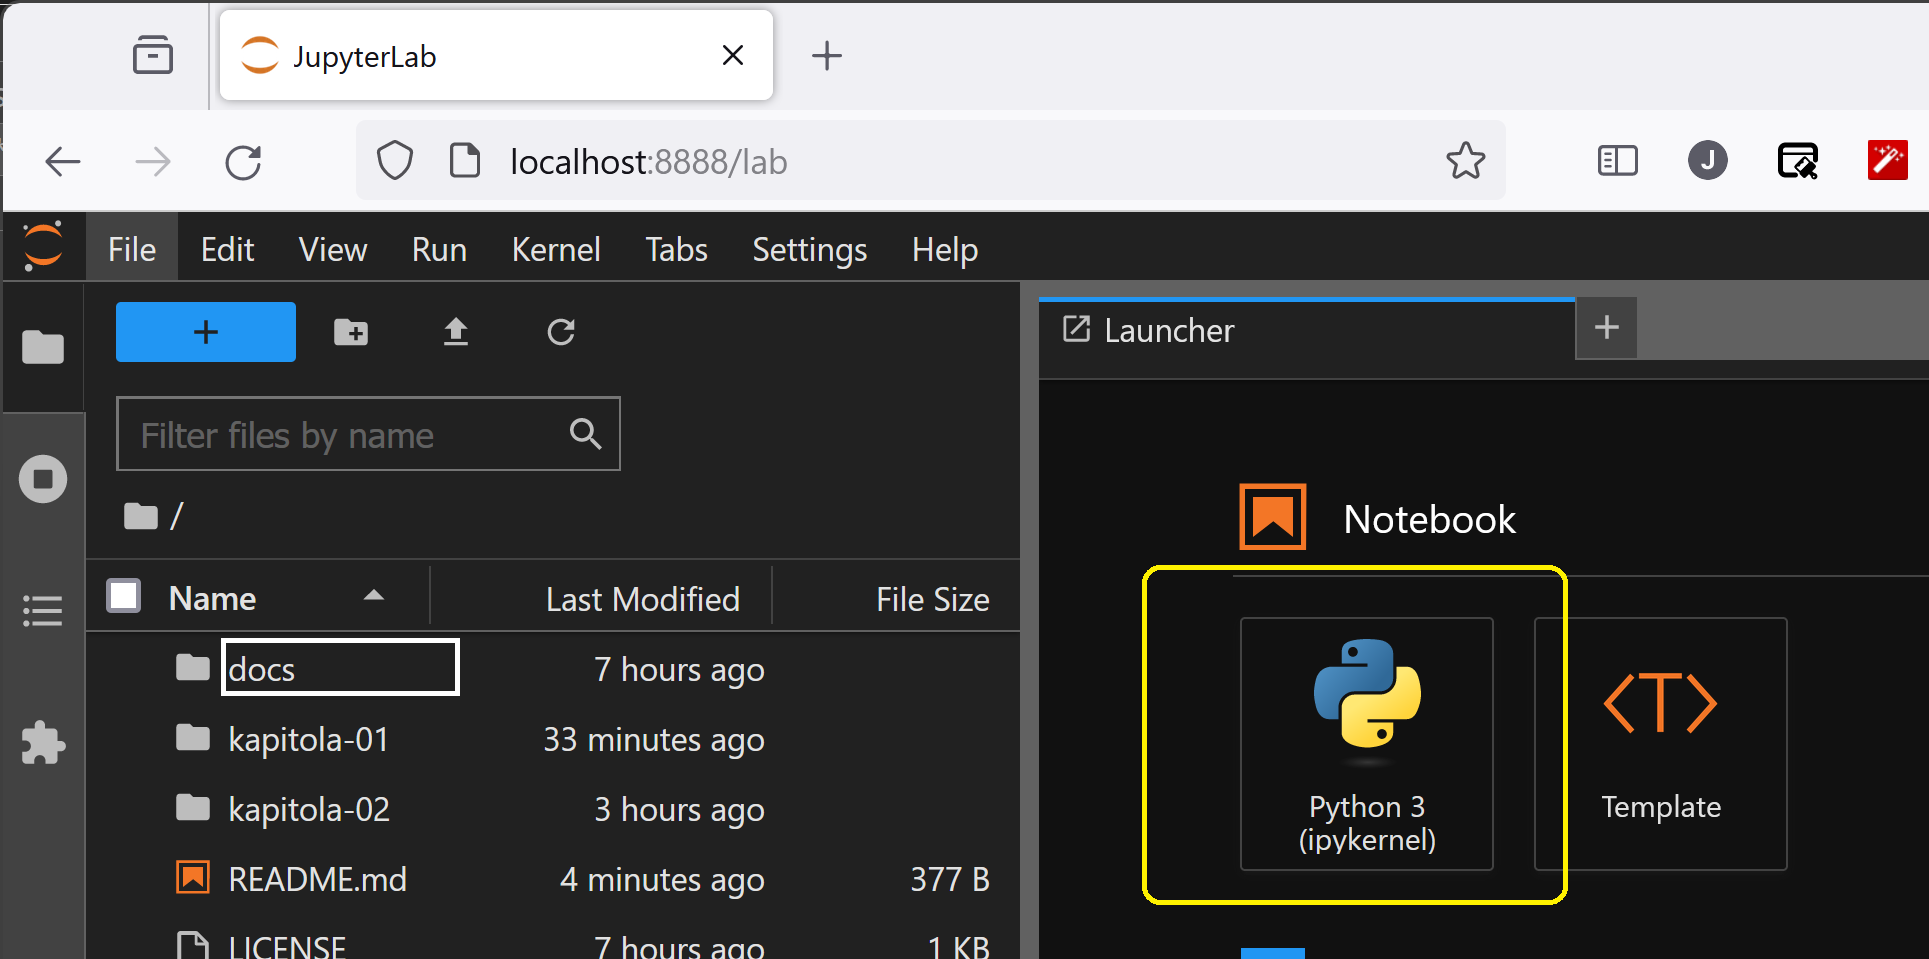 JupyterLab
localhost:8888/lab
J
File Edit View Run Kernel Tabs Settings Help
Launcher
Filter files by name
/
Notebook
Name Last Modified File Size
docs 7 hours ago
kapitola-01 33 minutes ago
kapitola-02 3 hours ago
README.md 4 minutes ago 377 B
LICENSE 7 hours ago 1 KB
Python 3
(ipykernel)
<T>
Template